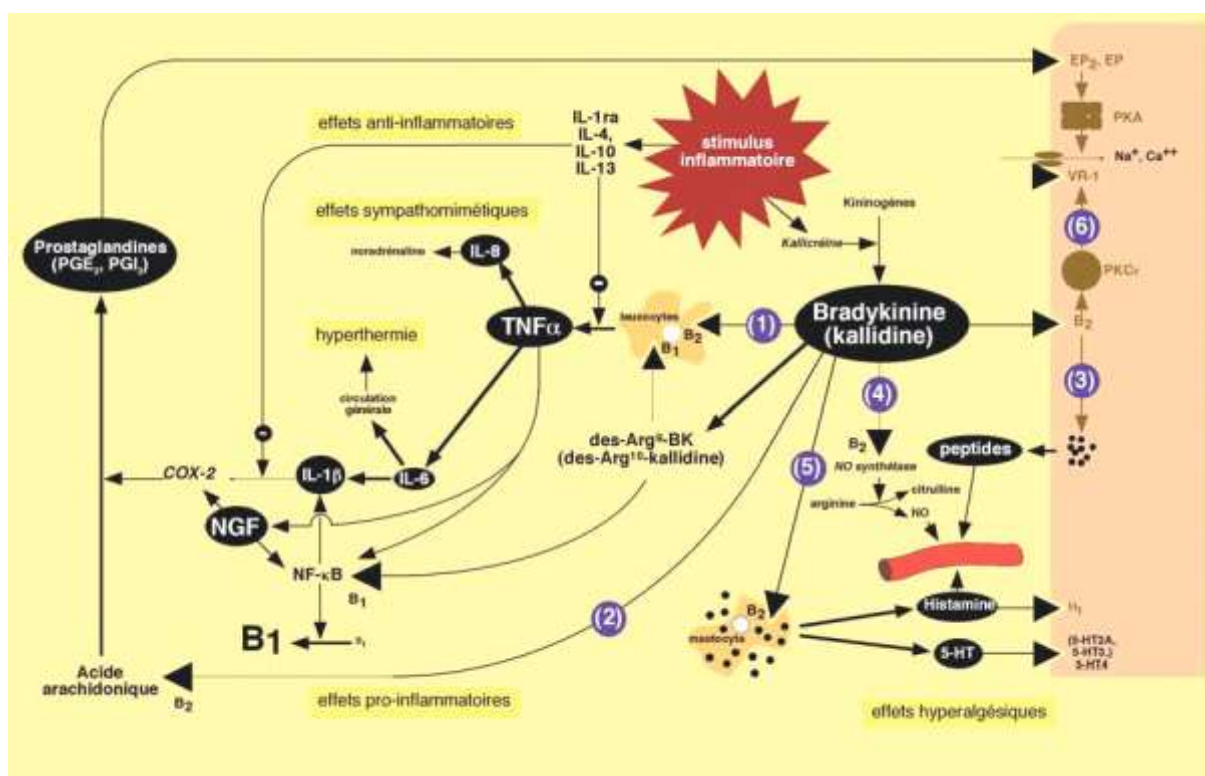 EP₂, EP
PKA
Na⁺, Ca⁺⁺
VR-1
(6)
B₂
(3)
effets anti-inflammatoires
IL-1ra
IL-4,
IL-10
IL-13
stimulus
inflammatoire
effets sympathomimétiques
Kininogènes
Kallicréine
Prostaglandines
noradrénaline
IL-8
TNFα
leucocytes
B₂
B₁
(1)
Bradykinine
(kallidine)
hyperthermie
circulation
générale
(4)
des-Arg⁹-BK
(des-Arg¹⁰-kallidine)
(5)
B₂
NO synthétase
peptides
COX-2
IL-1β
IL-6
arginine
citrulline
NO
NGF
NF-κB
B₁
B1
(2)
B₂
mastocyte
Histamine
H₁
5-HT
5-HT4
Acide
arachidonique
B₂
effets pro-inflammatoires
effets hyperalgésiques